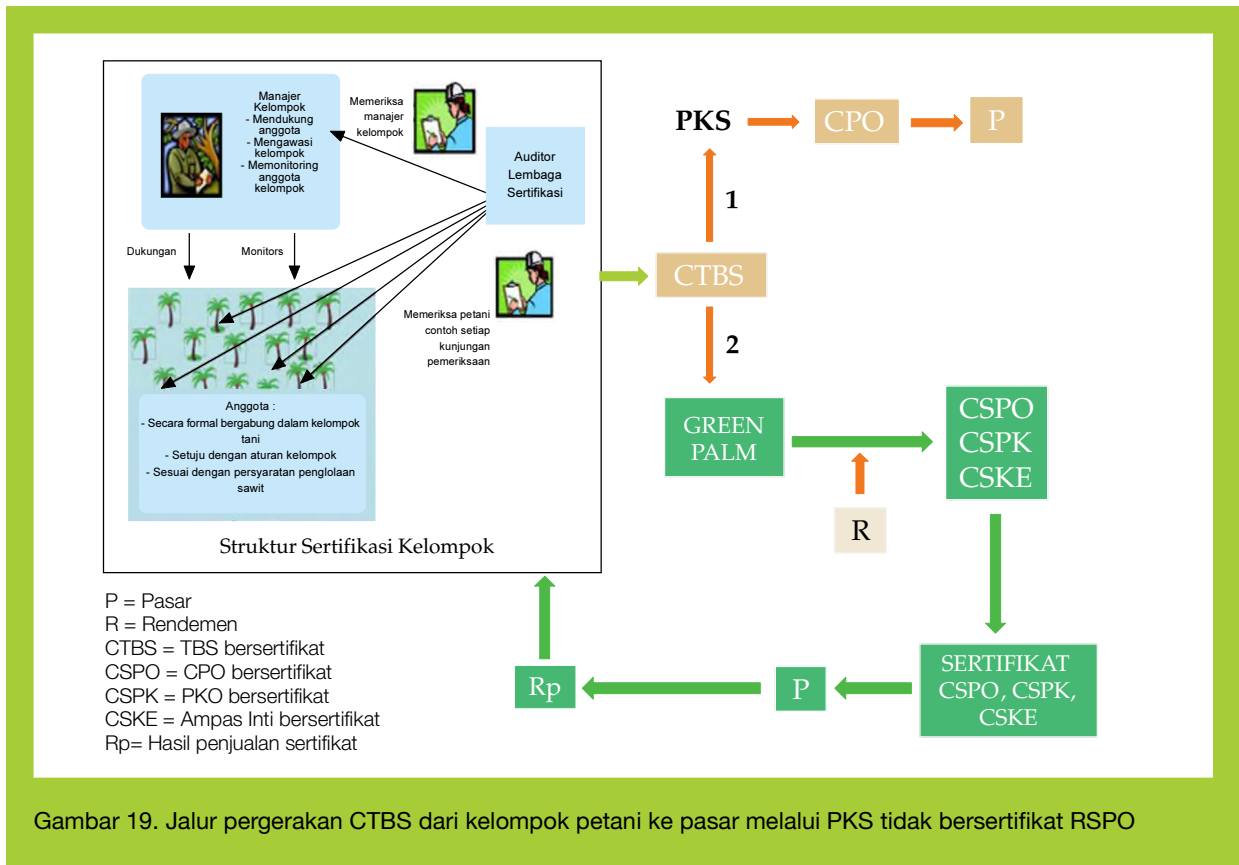 Manajer
Kelompok
- Mendukung
anggota
- Mengawasi
kelompok
- Memonitoring
anggota
kelompok
Memeriksa
manajer
kelompok
Auditor
Lembaga
Sertifikasi
Dukungan
Monitors
Memeriksa petani
contoh setiap
kunjungan
pemeriksaan
Anggota :
- Secara formal bergabung dalam kelompok
tani
- Setuju dengan aturan kelompok
- Sesuai dengan persyaratan penglolaan
sawit
Struktur Sertifikasi Kelompok
PKS
CPO
P
1
CTBS
2
GREEN
PALM
R
CSPO
CSPK
CSKE
SERTIFIKAT
CSPO, CSPK,
CSKE
P
Rp
P = Pasar
R = Rendemen
CTBS = TBS bersertifikat
CSPO = CPO bersertifikat
CSPK = PKO bersertifikat
CSKE = Ampas Inti bersertifikat
Rp= Hasil penjualan sertifikat
Gambar 19. Jalur pergerakan CTBS dari kelompok petani ke pasar melalui PKS tidak bersertifikat RSPO